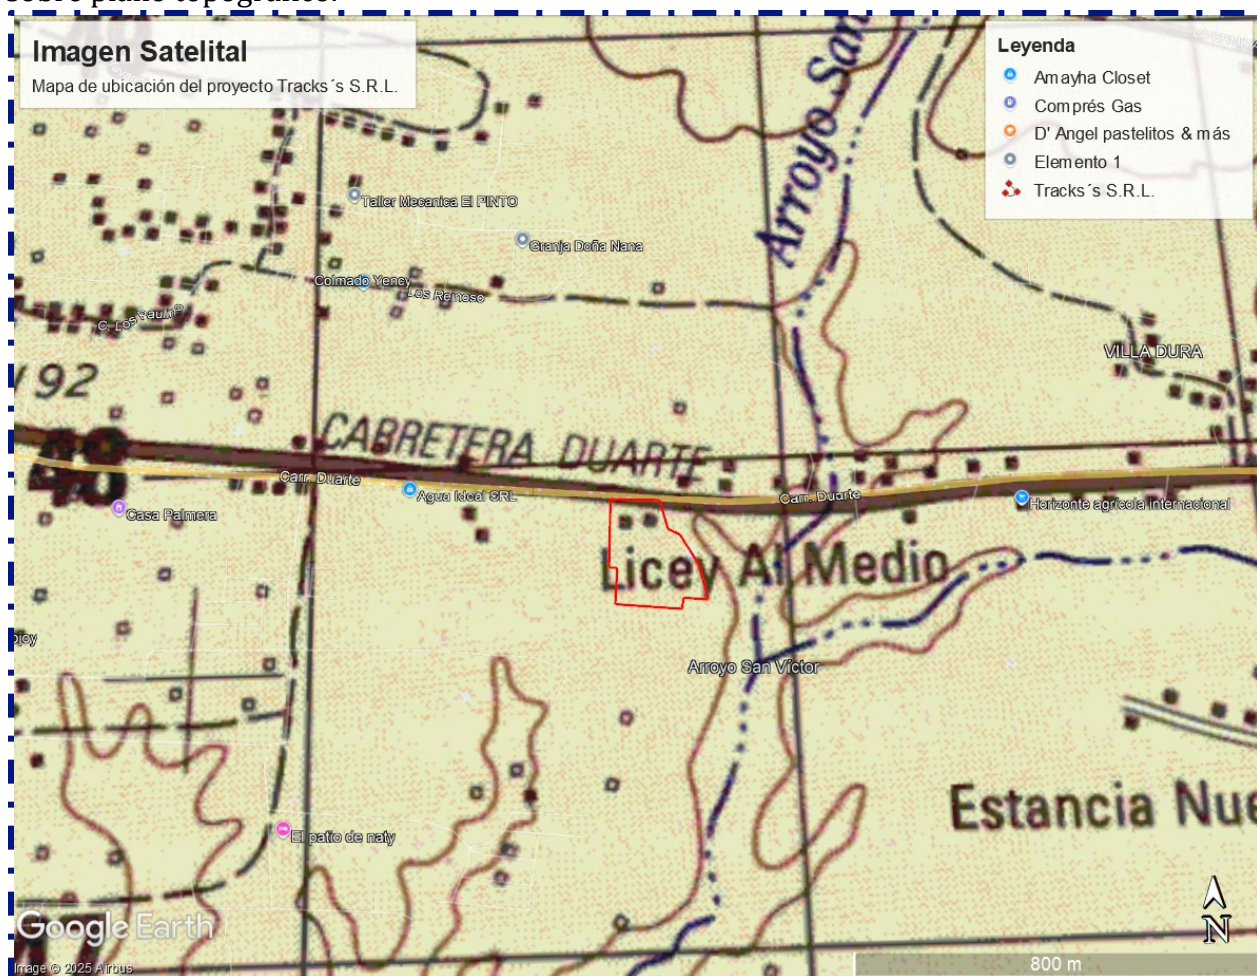 sobre plano topográfico.
Imagen Satelital
Mapa de ubicación del proyecto Tracks´s S.R.L.
Leyenda
Amayha Closet
Comprés Gas
D' Angel pastelitos & más
Elemento 1
Tracks´s S.R.L.
Arroyo San
Taller Mecanica El PINTO
Granja Doña Nana
Colmado Yency
Los Reinoso
C. Los Paulino
VILLA DURA
192
CARRETERA DUARTE
48
Carr. Duarte
Agua Ideal SRL
Carr. Duarte
Casa Palmera
Horizonte agricola internacional
Licey Al Medio
Arroyo San Víctor
Estancia Nue
El patio de naty
Google Earth
N
Image © 2025 Airbus
800 m